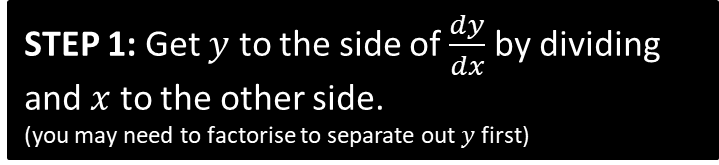 STEP 1: Get y to the side of dy/dx by dividing
and x to the other side.
(you may need to factorise to separate out y first)